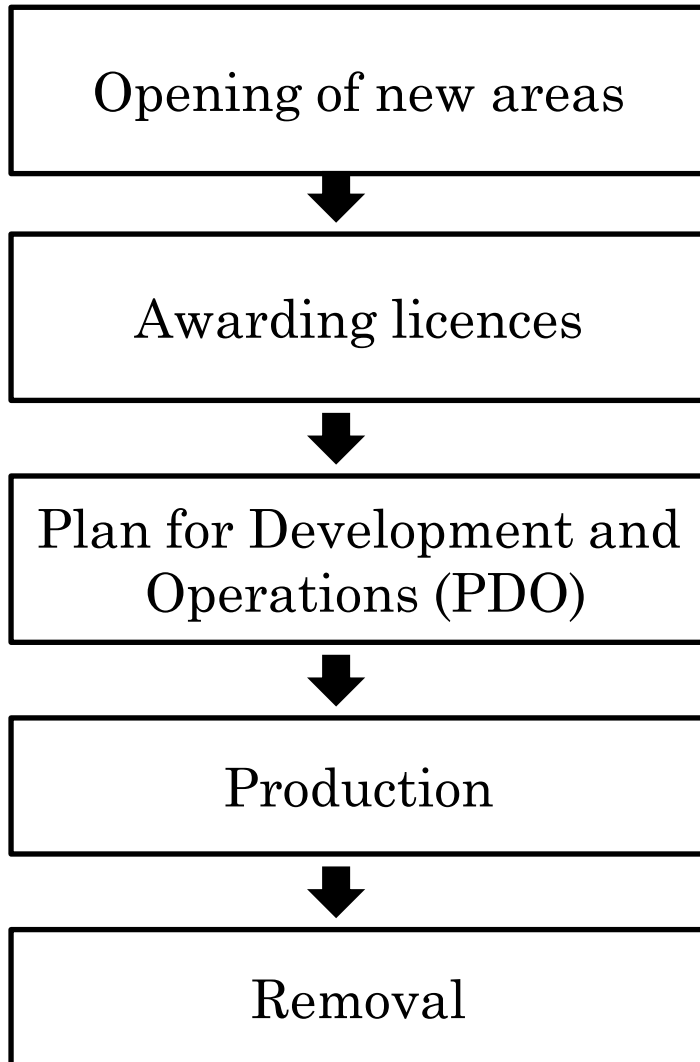 Opening of new areas
Awarding licences
Plan for Development and
Operations (PDO)
Production
Removal